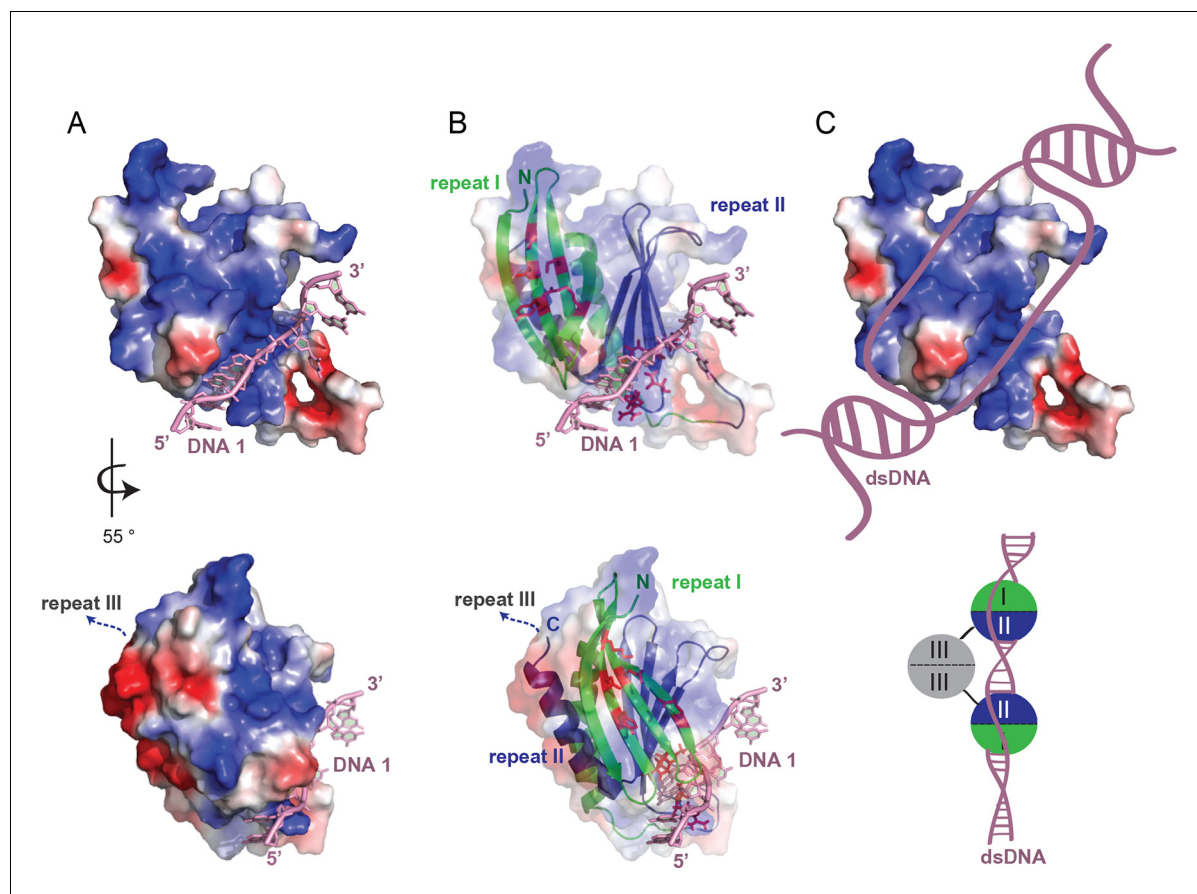 A
B
C
3’
5’
DNA 1
repeat I
N
repeat II
3’
5’
DNA 1
dsDNA
55 °
repeat III
3’
DNA 1
5’
repeat III
C
N
repeat I
repeat II
3’
DNA 1
5’
I
II
III
III
II
I
dsDNA